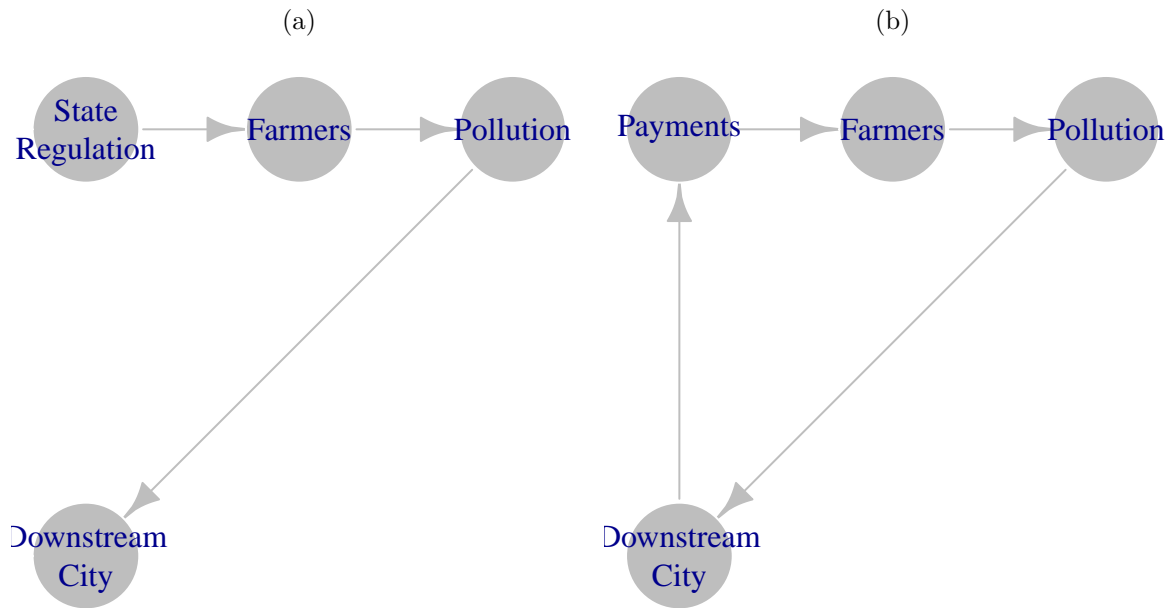 (a)
State
Regulation
Farmers
Pollution
Downstream
City
(b)
Payments
Farmers
Pollution
Downstream
City